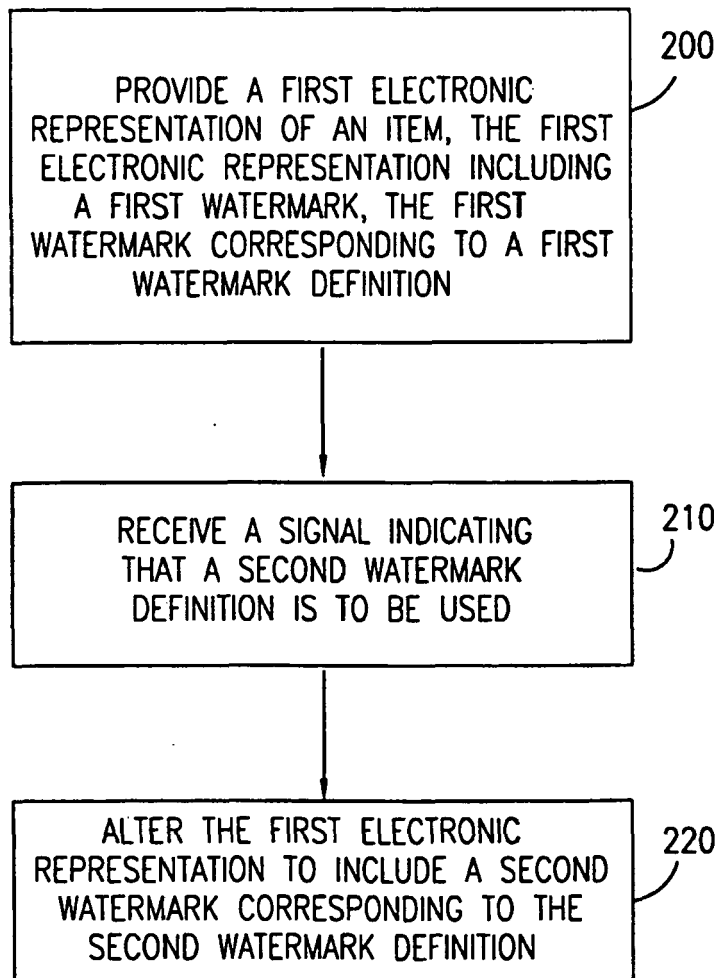 200
PROVIDE A FIRST ELECTRONIC
REPRESENTATION OF AN ITEM, THE FIRST
ELECTRONIC REPRESENTATION INCLUDING
A FIRST WATERMARK, THE FIRST
WATERMARK CORRESPONDING TO A FIRST
WATERMARK DEFINITION
210
RECEIVE A SIGNAL INDICATING
THAT A SECOND WATERMARK
DEFINITION IS TO BE USED
220
ALTER THE FIRST ELECTRONIC
REPRESENTATION TO INCLUDE A SECOND
WATERMARK CORRESPONDING TO THE
SECOND WATERMARK DEFINITION